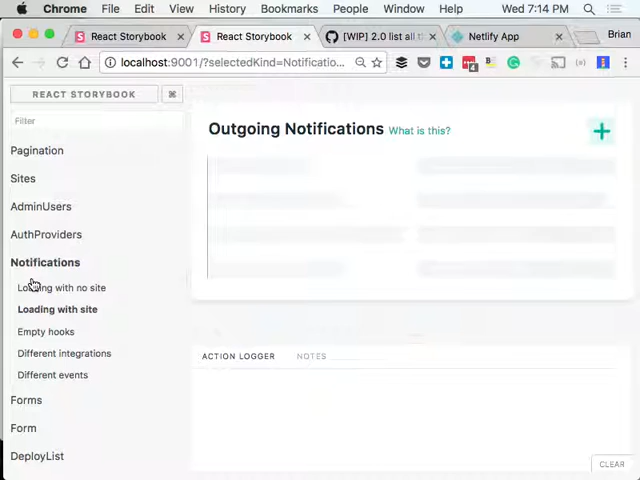 Chrome File Edit View History Bookmarks People Window Help Wed 7:14 PM
React Storybook React Storybook [WIP] 2.0 list all t Netlify App Brian
localhost:9001/?selectedKind=Notificatio...
REACT STORYBOOK ⌘
Filter
Pagination
Sites
AdminUsers
AuthProviders
Notifications
Loading with no site
Loading with site
Empty hooks
Different integrations
Different events
Forms
Form
DeployList
Outgoing Notifications What is this? +
ACTION LOGGER NOTES
CLEAR